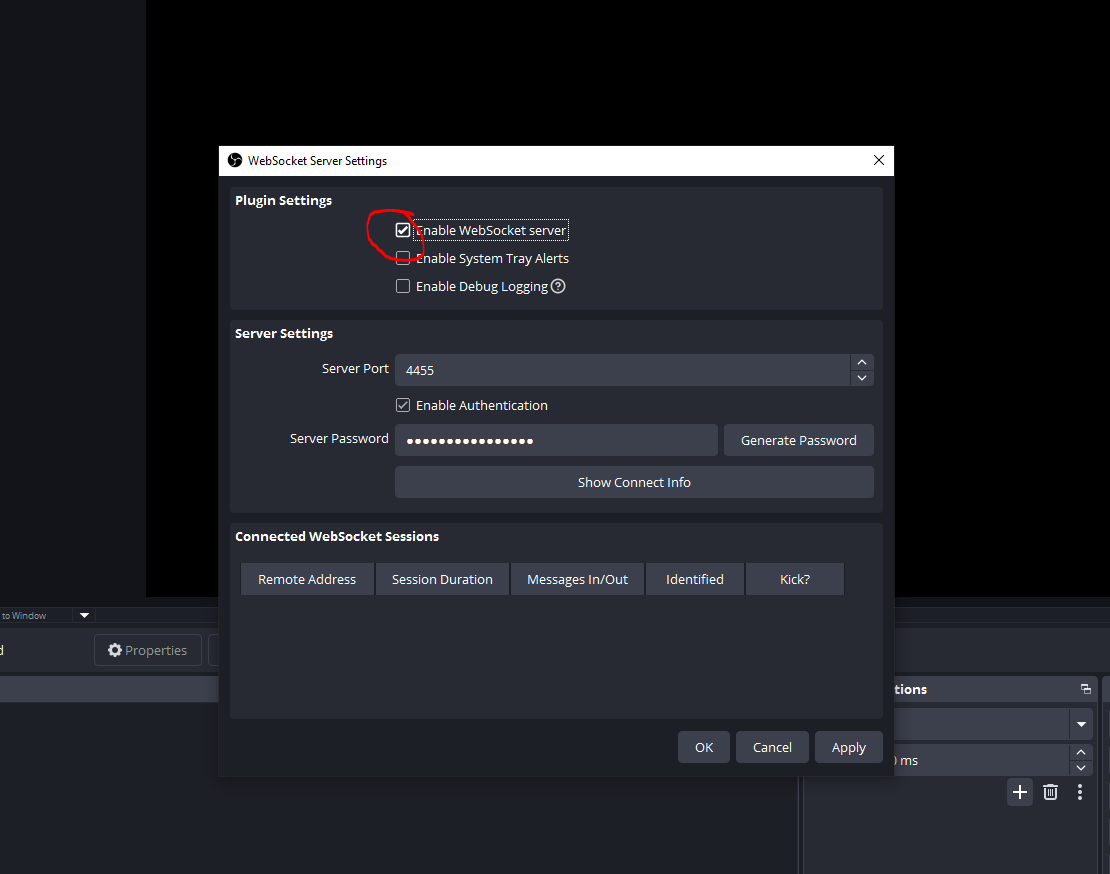 WebSocket Server Settings
Plugin Settings
Enable WebSocket server
Enable System Tray Alerts
Enable Debug Logging
Server Settings
Server Port 4455
Enable Authentication
Server Password ●●●●●●●●●●●●●●●● Generate Password
Show Connect Info
Connected WebSocket Sessions
Remote Address Session Duration Messages In/Out Identified Kick?
to Window
Properties
tions
OK Cancel Apply
ms